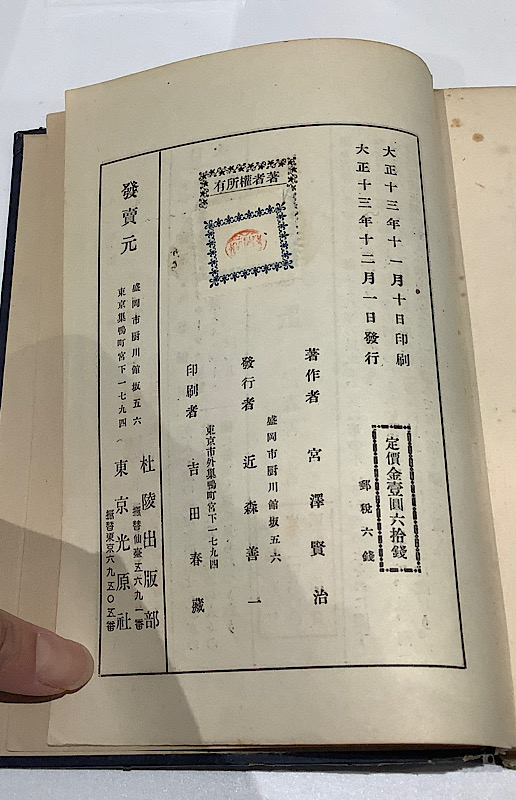 大正十三年十一月十日印刷
大正十三年十二月一日發行
定價金壹圓六拾錢
郵稅六錢
著作者 宮澤賢治
盛岡市厨川館坂五六
發行者 近森善一
東京市外巢鴨町宮下一七九四
印刷者 吉田春藏
著者權所有
發賣元
盛岡市厨川館坂五六 杜陵出版部
振替仙臺五六九一番
東京巢鴨町宮下一七九四 東京光原社
振替東京六九五〇五番